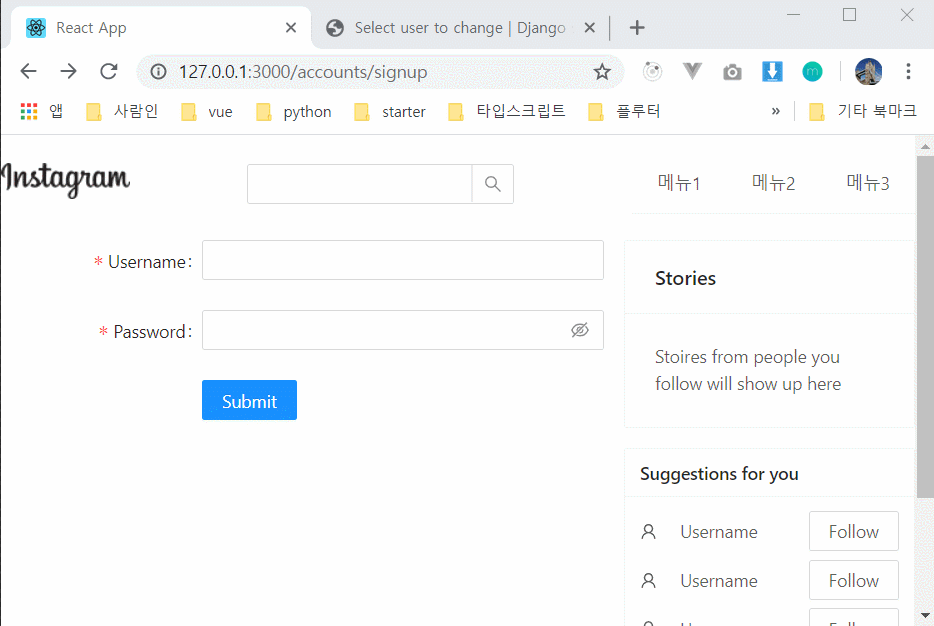 React App
Select user to change | Django
127.0.0.1:3000/accounts/signup
앱 사람인 vue python starter 타입스크립트 플루터 » 기타 북마크
Instagram
메뉴1 메뉴2 메뉴3
* Username:
* Password:
Submit
Stories
Stoires from people you
follow will show up here
Suggestions for you
Username Follow
Username Follow